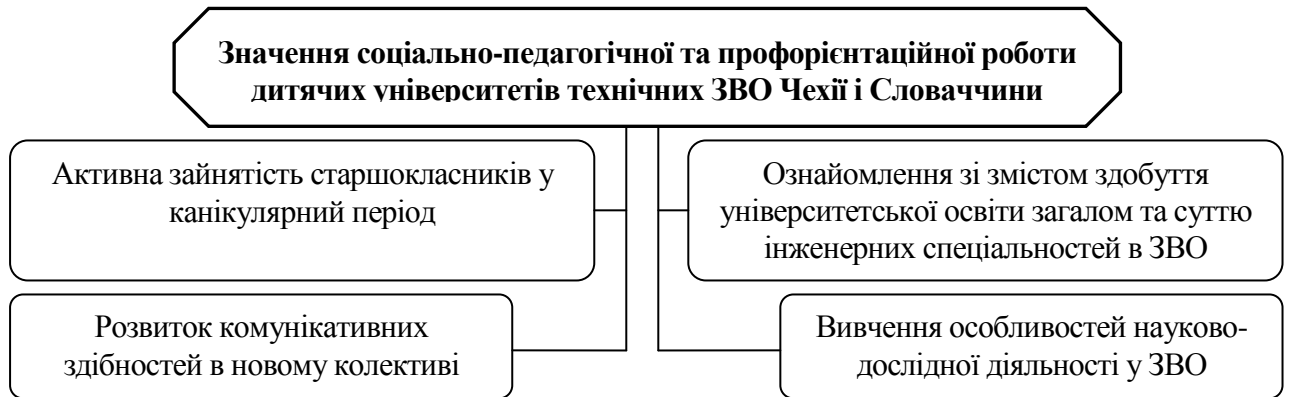 Значення соціально-педагогічної та профорієнтаційної роботи
дитячих університетів технічних ЗВО Чехії і Словаччини
Активна зайнятість старшокласників у
канікулярний період
Ознайомлення зі змістом здобуття
університетської освіти загалом та суттю
інженерних спеціальностей в ЗВО
Розвиток комунікативних
здібностей в новому колективі
Вивчення особливостей науково-
дослідної діяльності у ЗВО